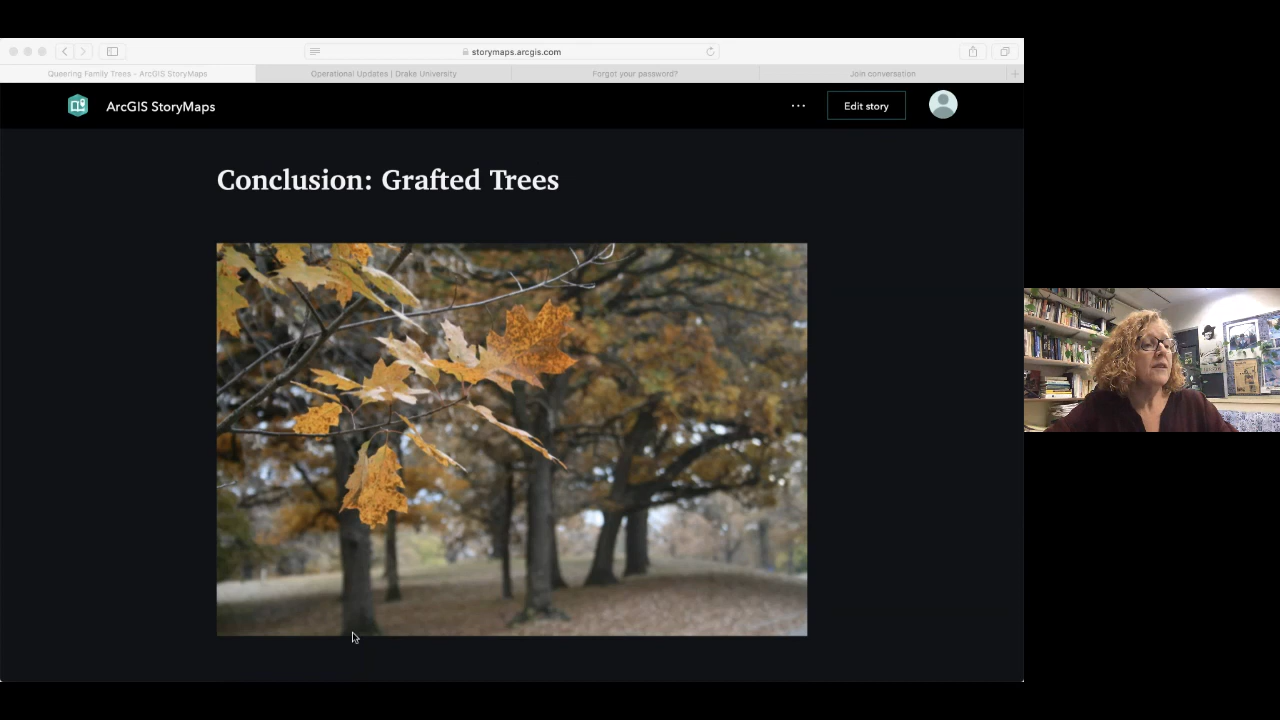 storymaps.arcgis.com
Queering Family Trees - ArcGIS StoryMaps
Operational Updates | Drake University
Forgot your password?
Join conversation
ArcGIS StoryMaps
Edit story
Conclusion: Grafted Trees